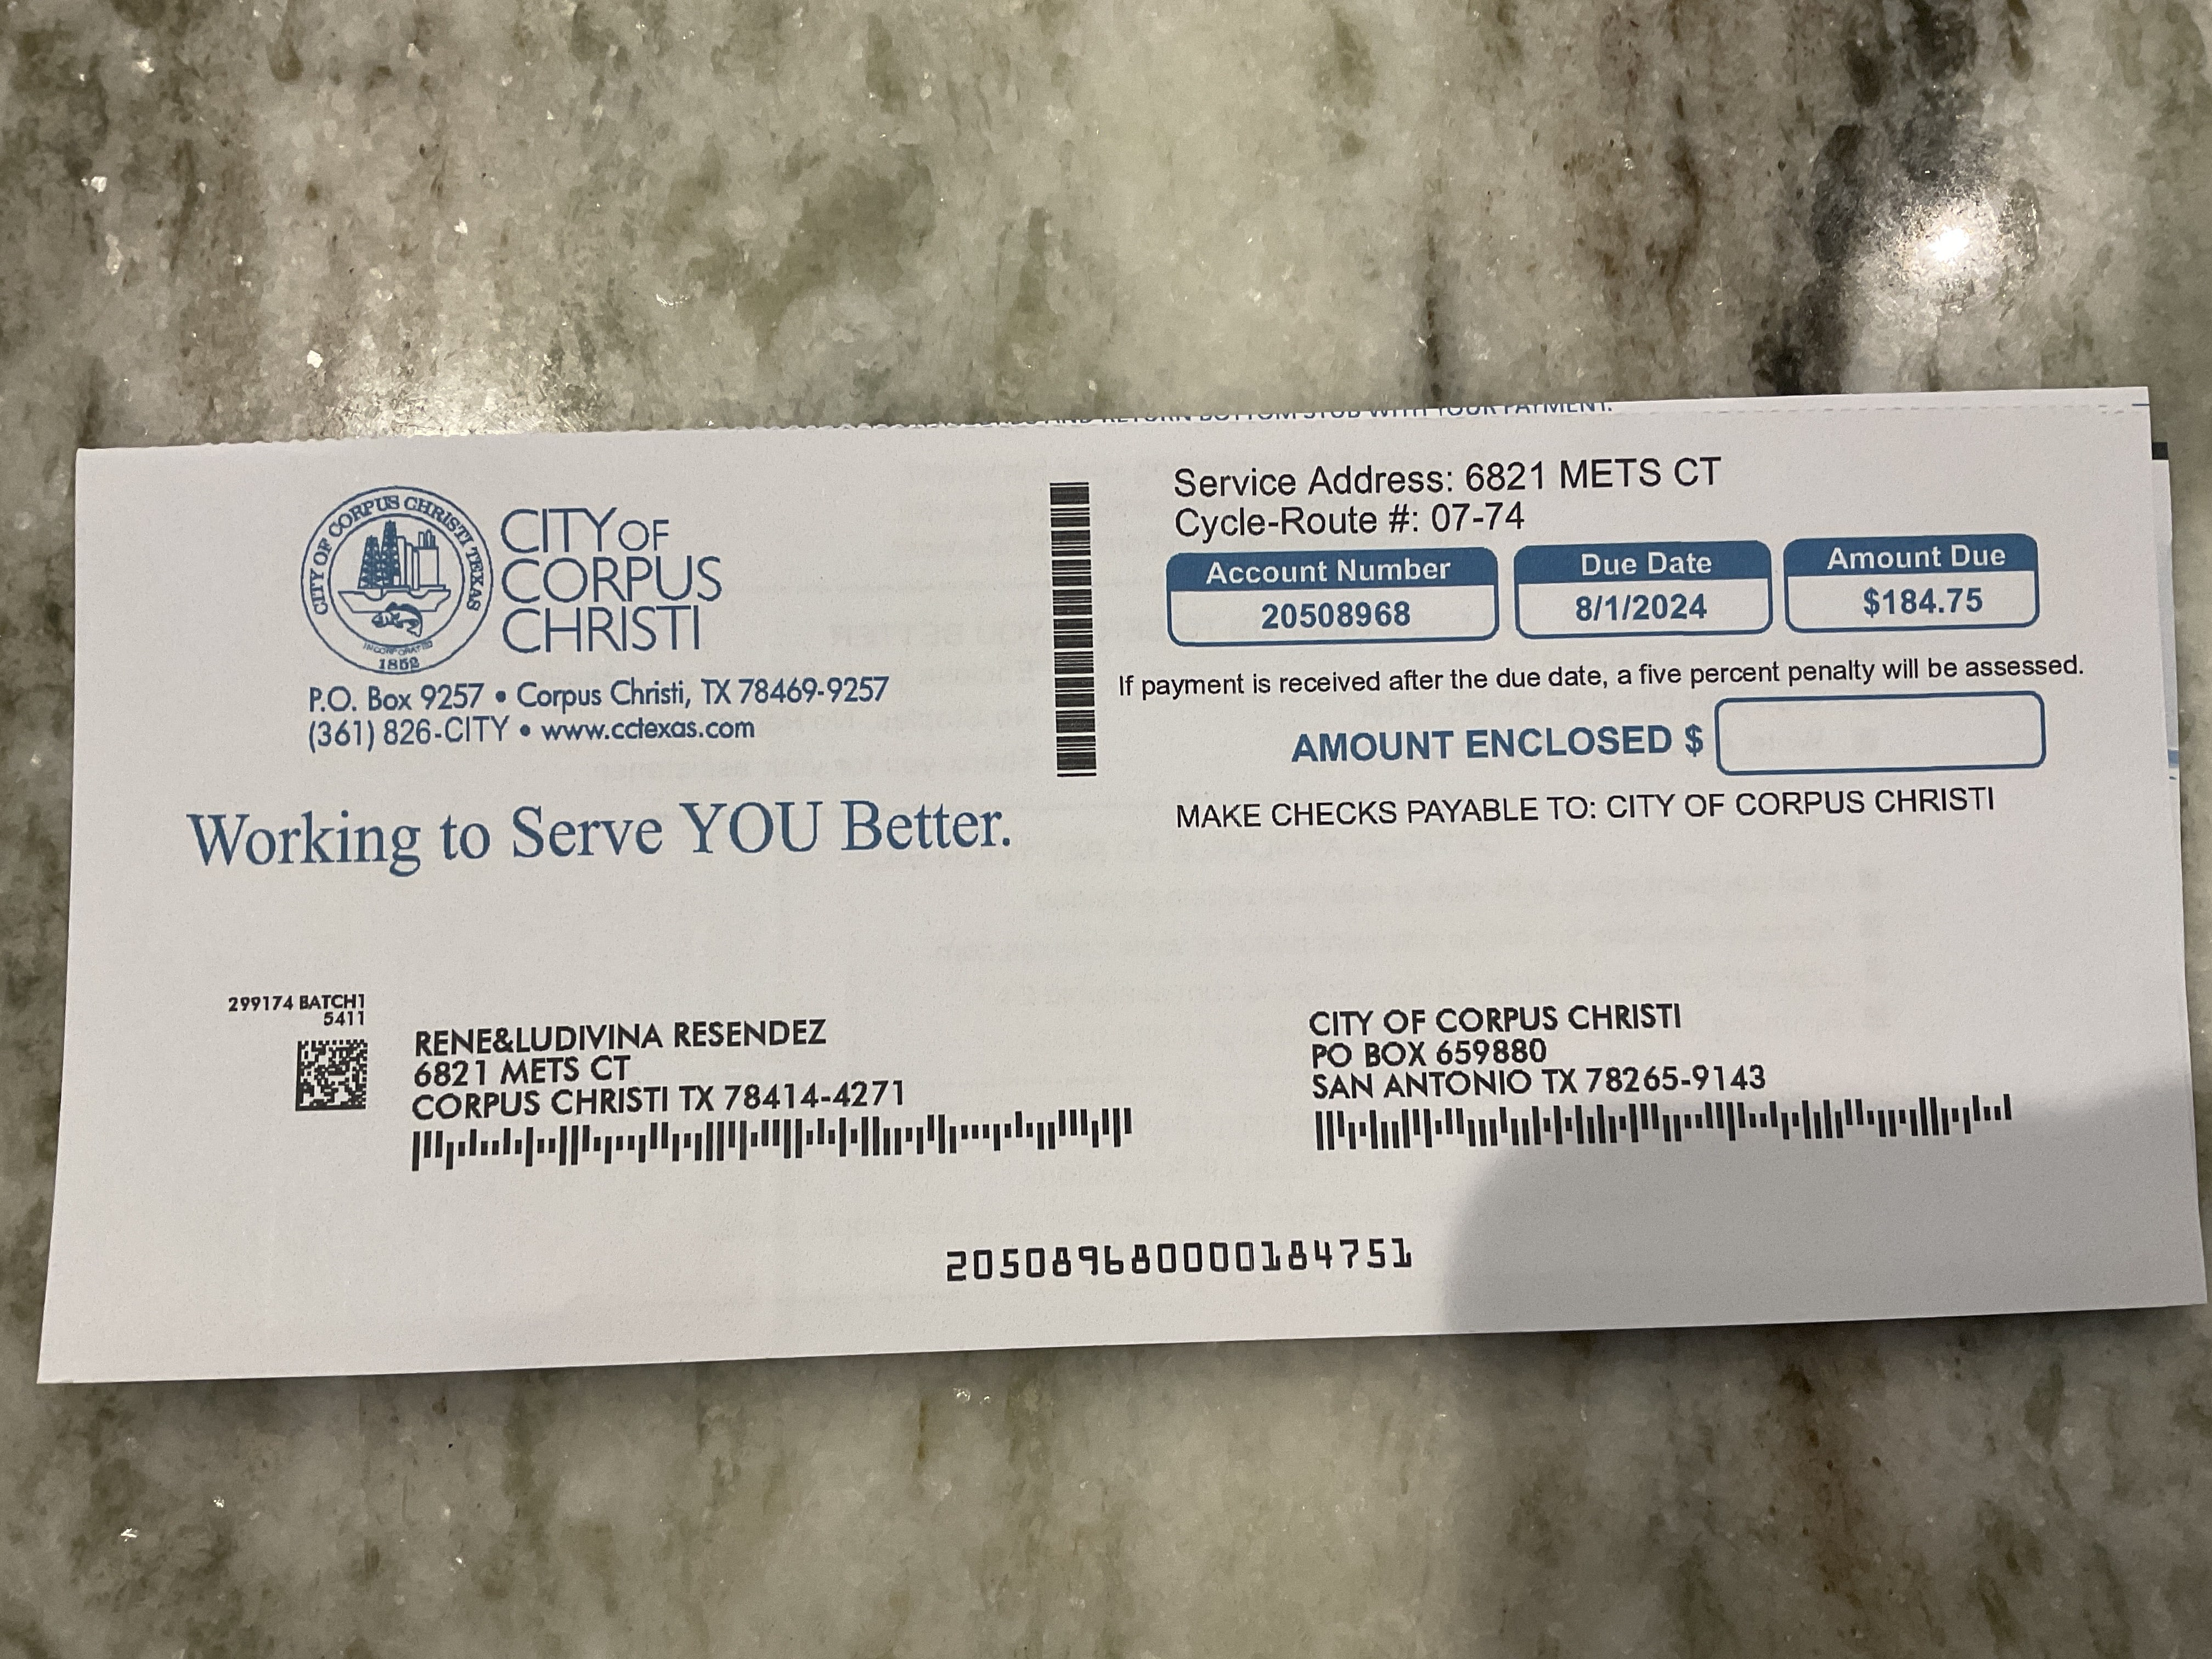 AND RETURN BOTTOM STUB WITH YOUR PAYMENT.
CITY OF CORPUS CHRISTI TEXAS
INCORPORATED
1852
CITY OF
CORPUS
CHRISTI
P.O. Box 9257 • Corpus Christi, TX 78469-9257
(361) 826-CITY • www.cctexas.com
Working to Serve YOU Better.
Service Address: 6821 METS CT
Cycle-Route #: 07-74
Account Number Due Date Amount Due
20508968 8/1/2024 $184.75
If payment is received after the due date, a five percent penalty will be assessed.
AMOUNT ENCLOSED $
MAKE CHECKS PAYABLE TO: CITY OF CORPUS CHRISTI
299174 BATCH1
5411
RENE&LUDIVINA RESENDEZ
6821 METS CT
CORPUS CHRISTI TX 78414-4271
CITY OF CORPUS CHRISTI
PO BOX 659880
SAN ANTONIO TX 78265-9143
205089680000184751